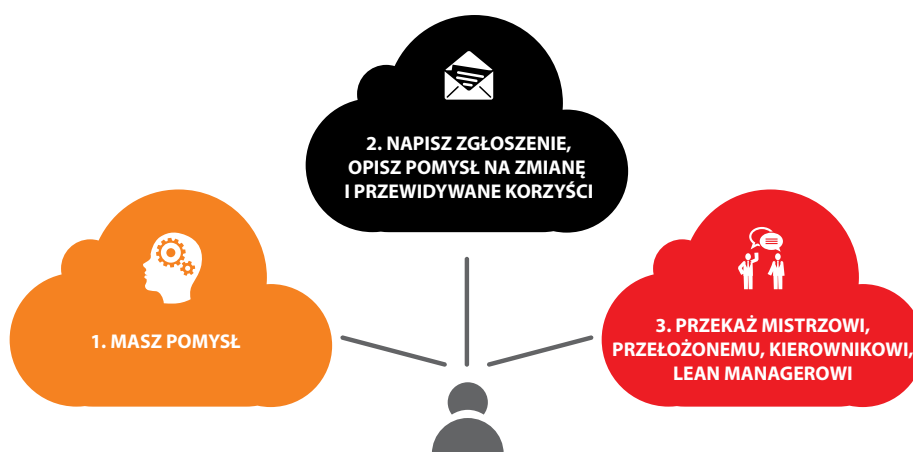 1. MASZ POMYSŁ
2. NAPISZ ZGŁOSZENIE,
OPISZ POMYSŁ NA ZMIANĘ
I PRZEWIDYWANE KORZYŚCI
3. PRZEKAŻ MISTRZOWI,
PRZEŁOŻONEMU, KIEROWNIKOWI,
LEAN MANAGEROWI